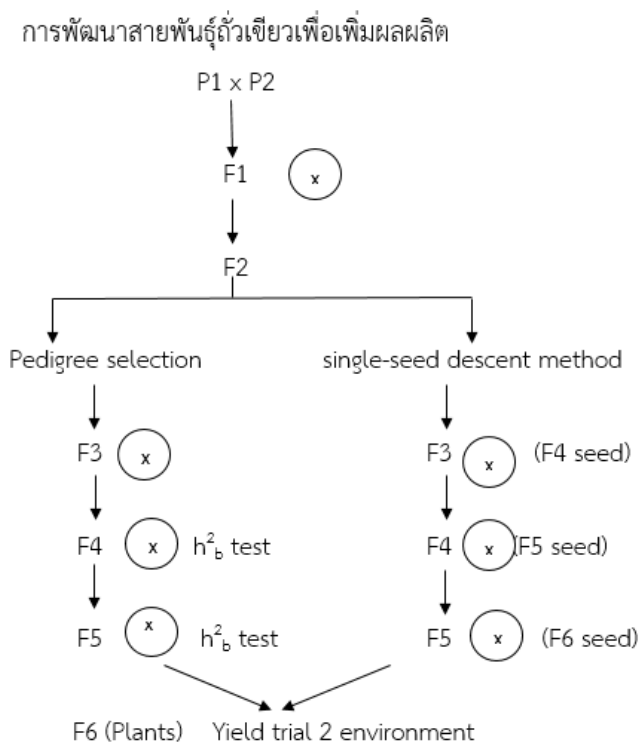 การพัฒนาสายพันธุ์ถั่วเขียวเพื่อเพิ่มผลผลิต
P1 x P2
F1 x
F2
Pedigree selection single-seed descent method
F3 x F3 x (F4 seed)
F4 x h²b test F4 x (F5 seed)
F5 x h²b test F5 x (F6 seed)
F6 (Plants) Yield trial 2 environment